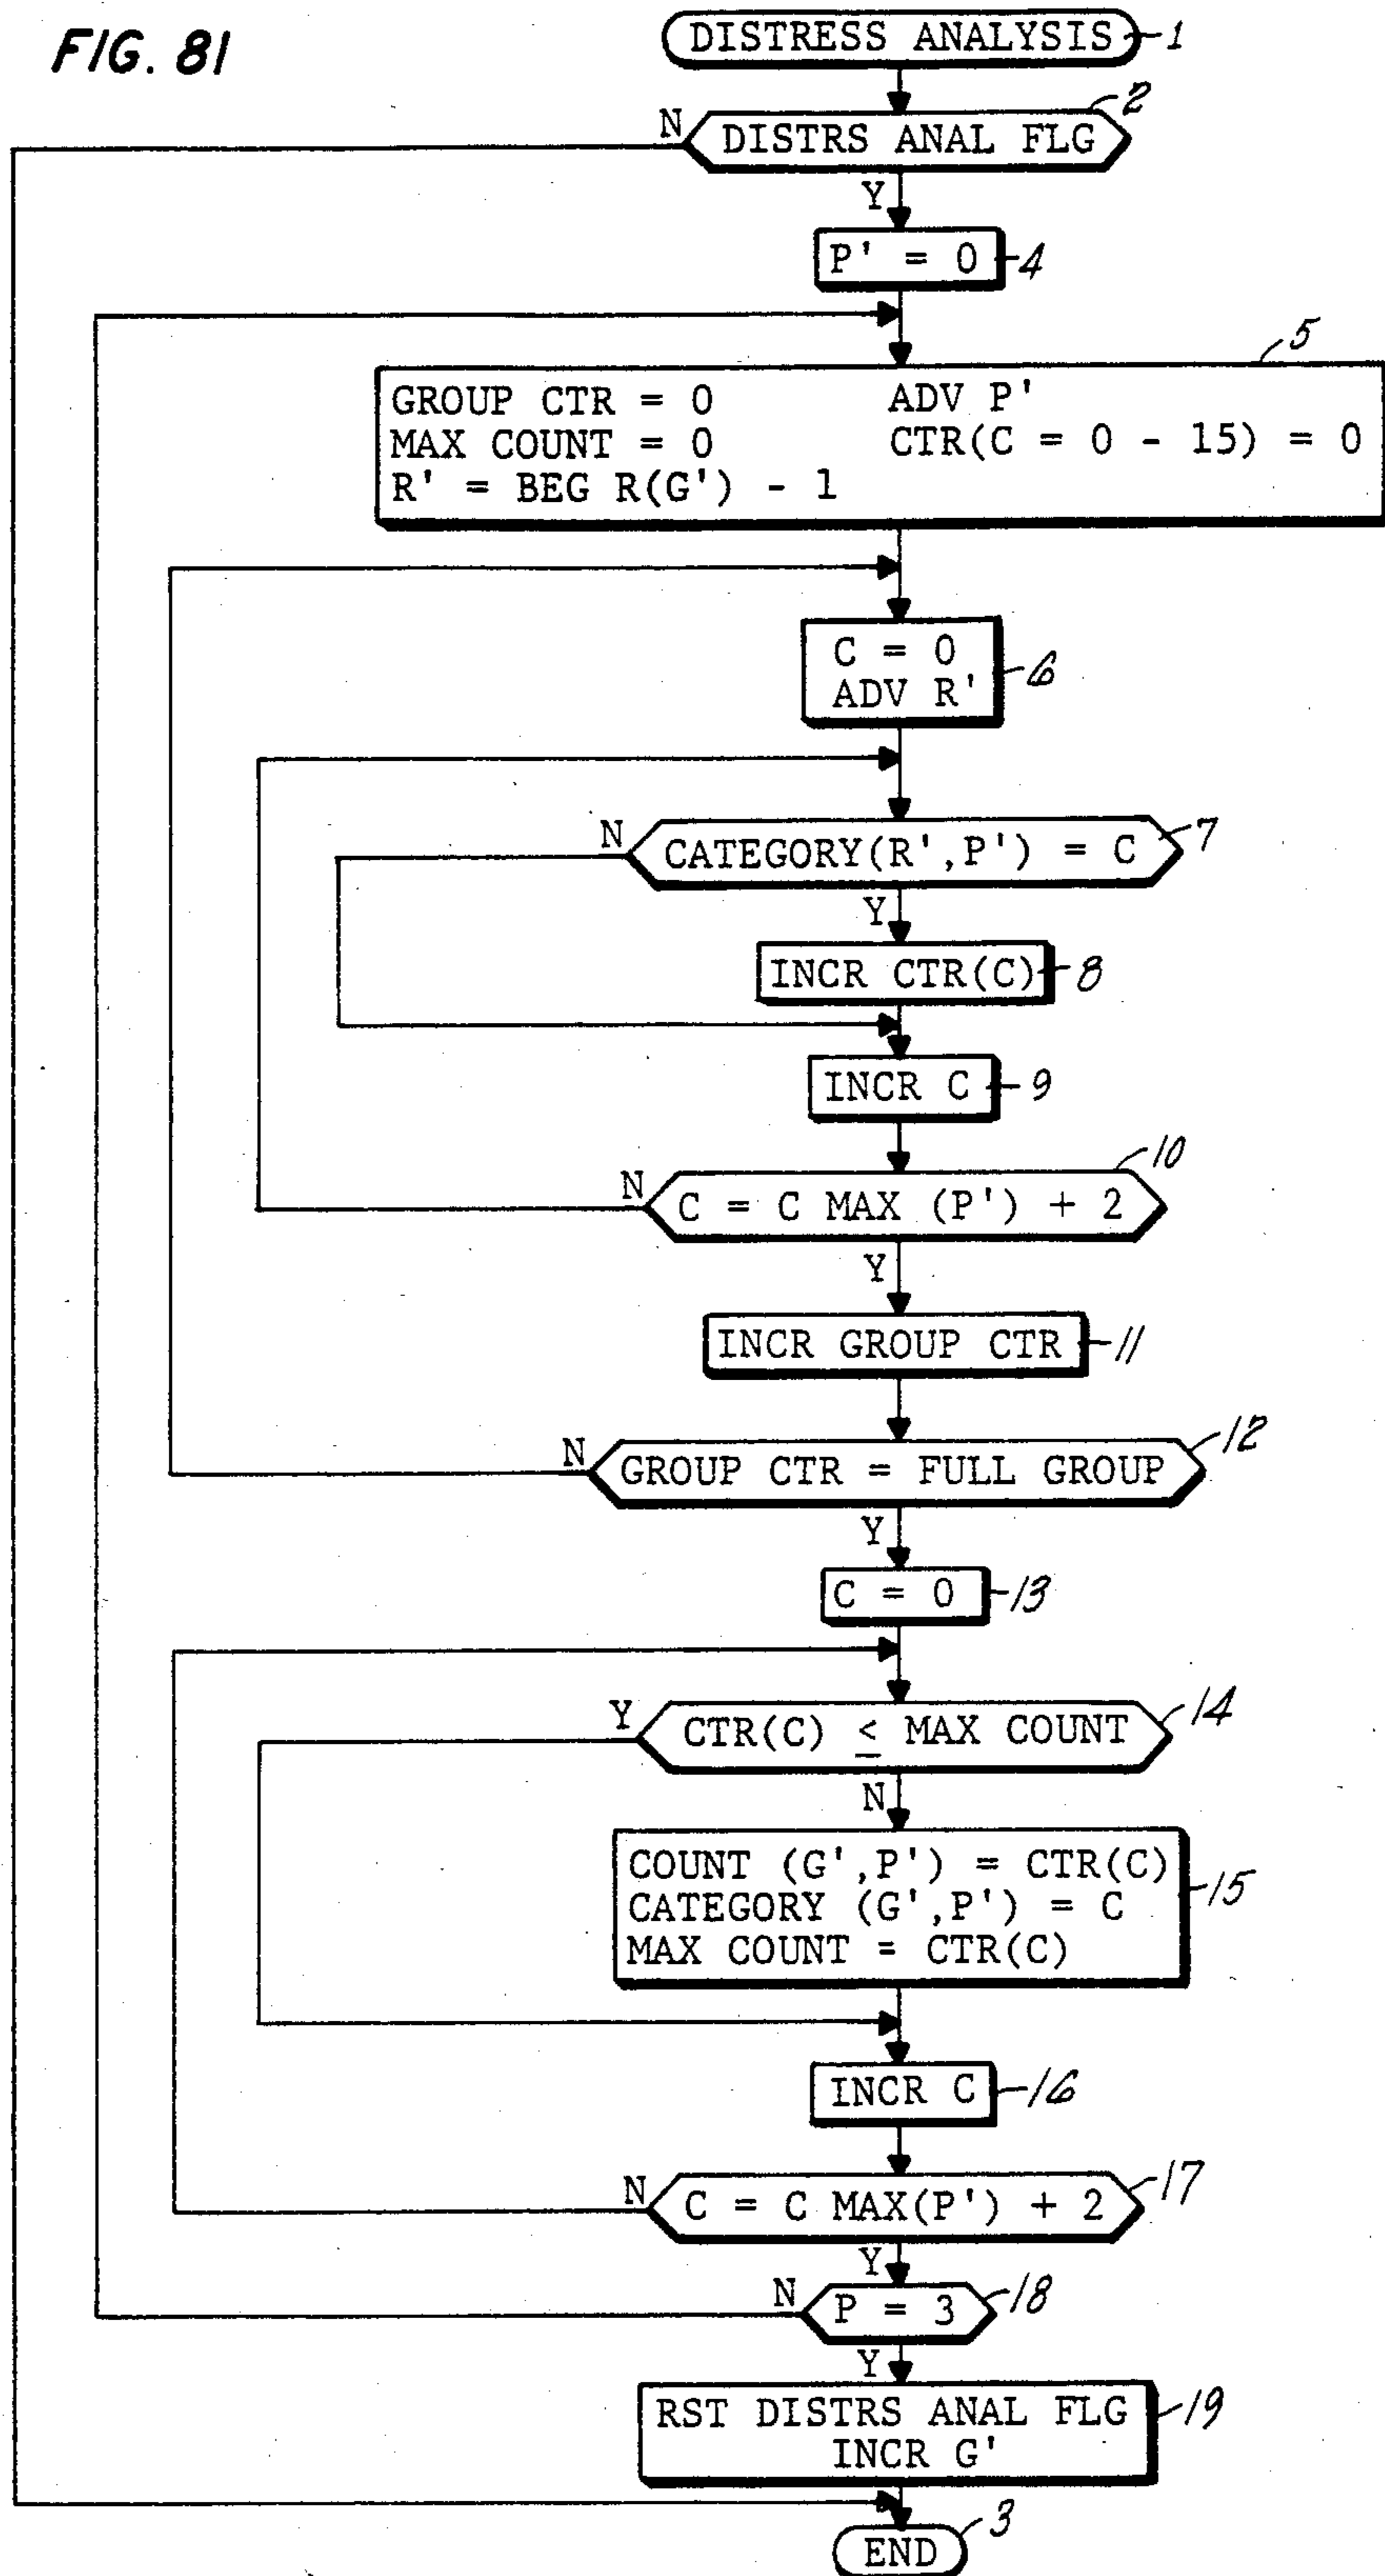 FIG. 81
DISTRESS ANALYSIS 1
2
N DISTRS ANAL FLG
Y
P' = 0 4
5
GROUP CTR = 0 ADV P'
MAX COUNT = 0 CTR(C = 0 - 15) = 0
R' = BEG R(G') - 1
C = 0
ADV R' 6
N CATEGORY(R',P') = C 7
Y
INCR CTR(C) 8
INCR C 9
10
N C = C MAX (P') + 2
Y
INCR GROUP CTR 11
12
N GROUP CTR = FULL GROUP
Y
C = 0 13
Y CTR(C) ≤ MAX COUNT 14
N
COUNT (G',P') = CTR(C)
CATEGORY (G',P') = C 15
MAX COUNT = CTR(C)
INCR C 16
N C = C MAX(P') + 2 17
Y
N P = 3 18
Y
RST DISTRS ANAL FLG 19
INCR G'
3
END